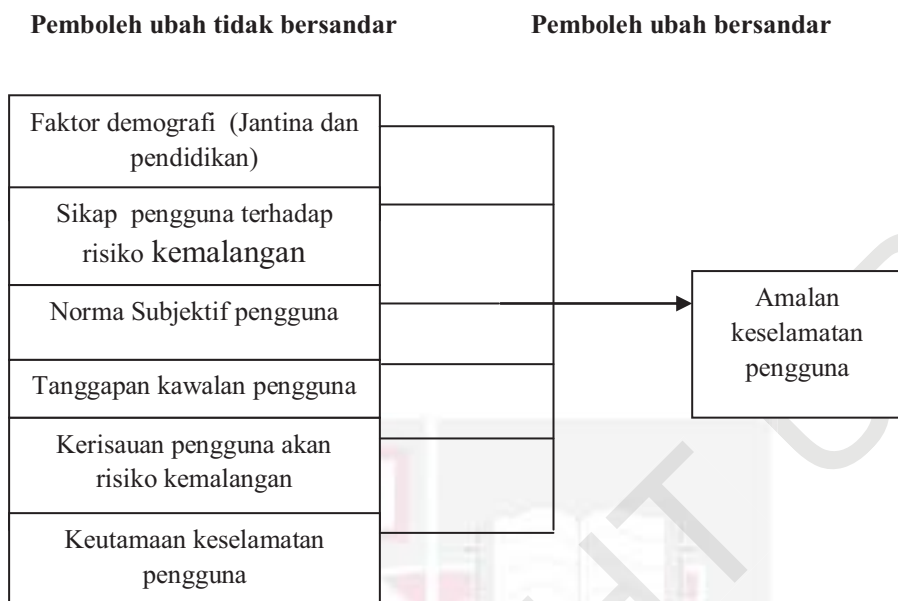 Pemboleh ubah tidak bersandar
Pemboleh ubah bersandar
Faktor demografi (Jantina dan
pendidikan)
Sikap pengguna terhadap
risiko kemalangan
Norma Subjektif pengguna
Tanggapan kawalan pengguna
Kerisauan pengguna akan
risiko kemalangan
Keutamaan keselamatan
pengguna
Amalan
keselamatan
pengguna